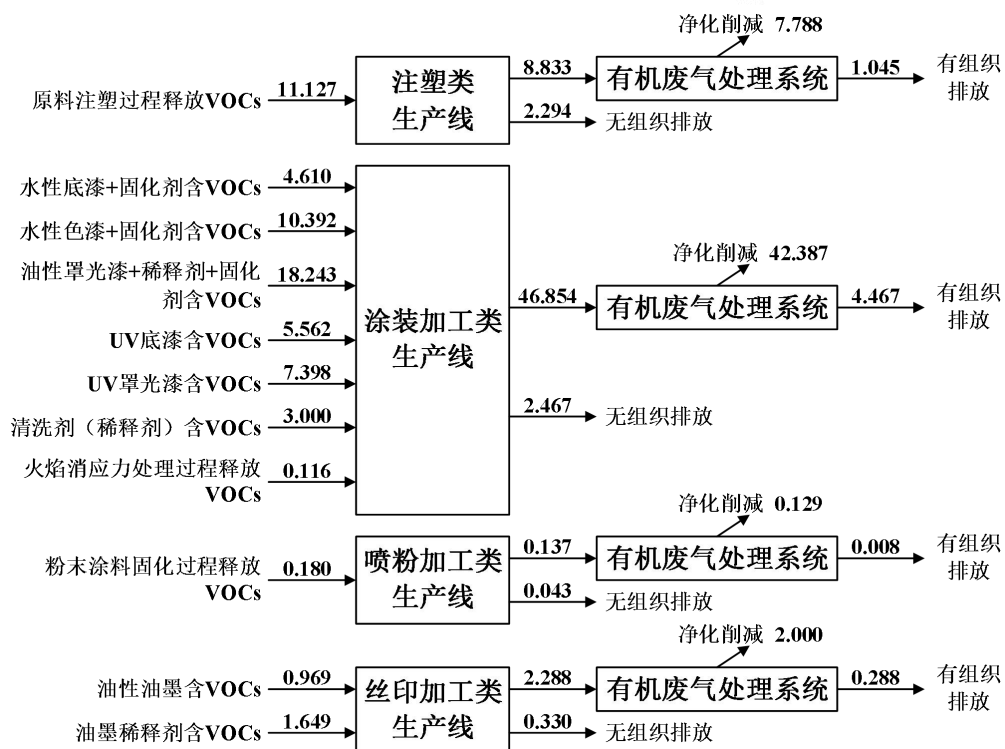 净化削减 7.788
原料注塑过程释放VOCs 11.127
注塑类
生产线
8.833
有机废气处理系统
1.045
有组织
排放
2.294
无组织排放
水性底漆+固化剂含VOCs 4.610
水性色漆+固化剂含VOCs 10.392
油性罩光漆+稀释剂+固化
剂含VOCs
18.243
UV底漆含VOCs 5.562
UV罩光漆含VOCs 7.398
清洗剂（稀释剂）含VOCs 3.000
火焰消应力处理过程释放
VOCs
0.116
涂装加工类
生产线
净化削减 42.387
46.854
有机废气处理系统
4.467
有组织
排放
2.467
无组织排放
净化削减 0.129
粉末涂料固化过程释放
VOCs
0.180
喷粉加工类
生产线
0.137
有机废气处理系统
0.008
有组织
排放
0.043
无组织排放
净化削减 2.000
油性油墨含VOCs 0.969
油墨稀释剂含VOCs 1.649
丝印加工类
生产线
2.288
有机废气处理系统
0.288
有组织
排放
0.330
无组织排放